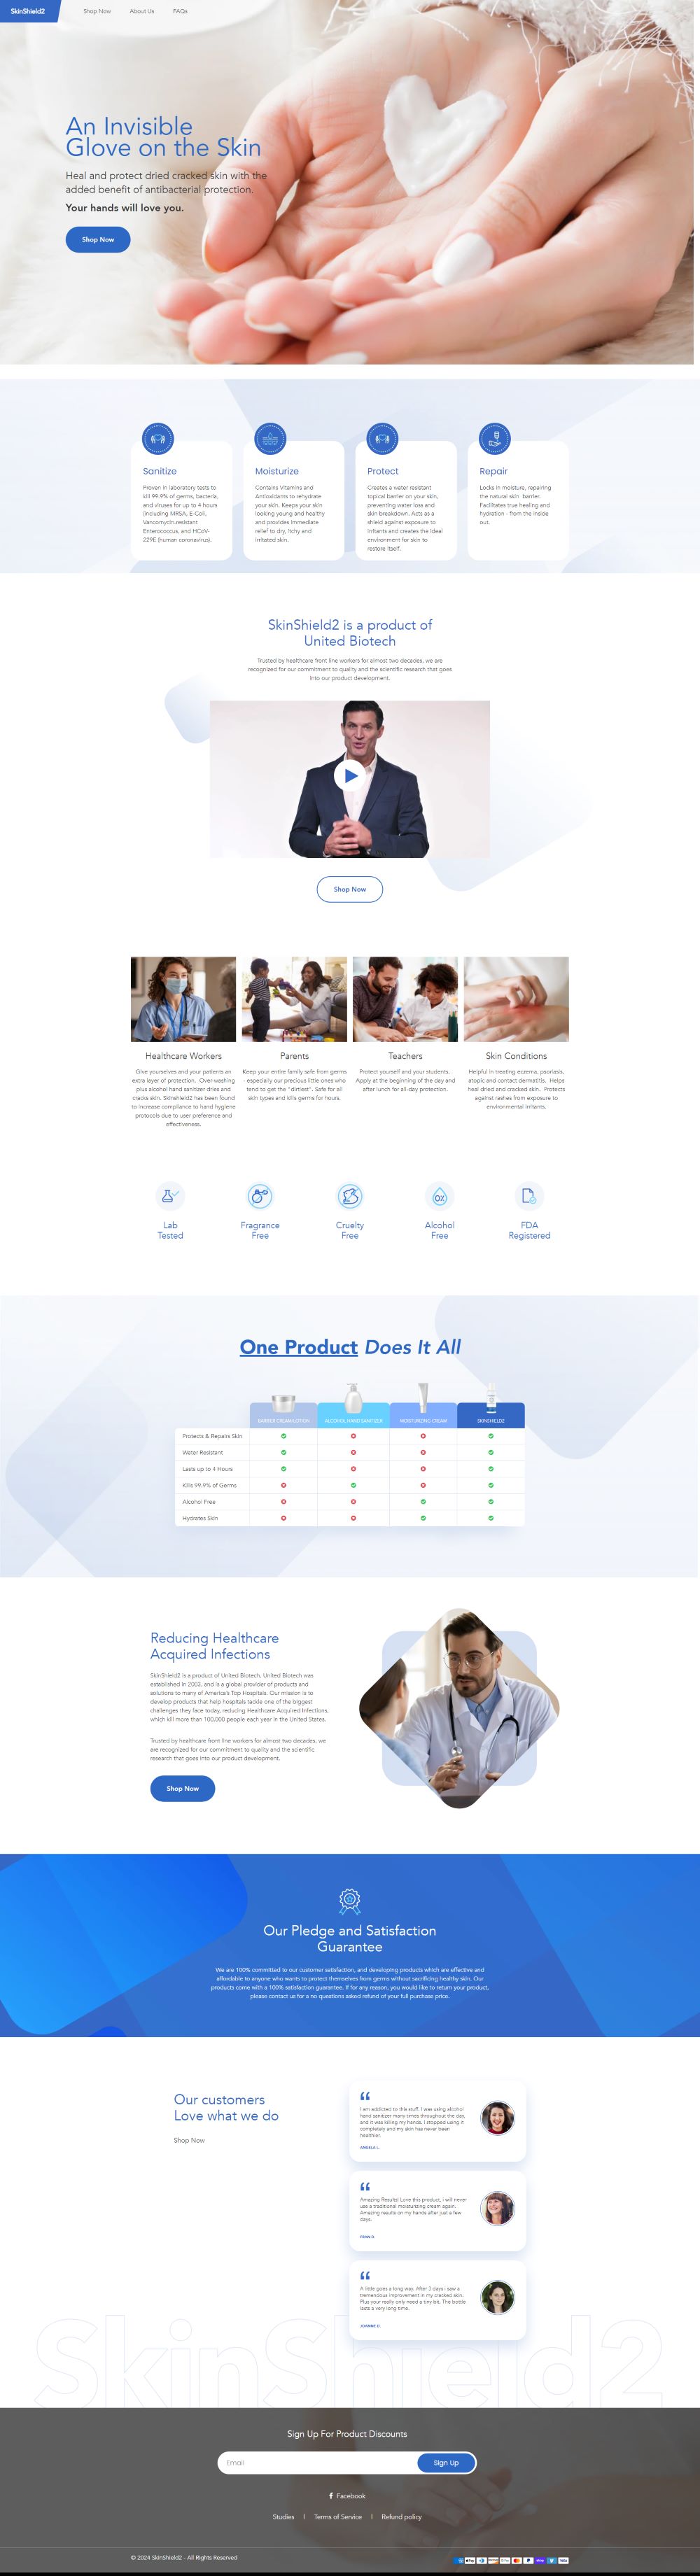 SkinShield2
Shop Now
About Us
FAQs
An Invisible
Glove on the Skin
Heal and protect dried cracked skin with the
added benefit of antibacterial protection.
Your hands will love you.
Shop Now
Sanitize
Proven in laboratory tests to
kill 99.9% of germs, bacteria,
and viruses for up to 4 hours
(including MRSA, E-Coli,
Vancomycin-resistant
Enterococcus, and HCoV-
229E (human coronavirus).
Moisturize
Contains Vitamins and
Antioxidants to rehydrate
your skin. Keeps your skin
looking young and healthy
and provides immediate
relief to dry, itchy and
irritated skin.
Protect
Creates a water resistant
topical barrier on your skin,
preventing water loss and
skin breakdown. Acts as a
shield against exposure to
irritants and creates the ideal
environment for skin to
restore itself.
Repair
Locks in moisture, repairing
the natural skin barrier.
Facilitates true healing and
hydration - from the inside
out.
SkinShield2 is a product of
United Biotech
Trusted by healthcare front line workers for almost two decades, we are
recognized for our commitment to quality and the scientific research that goes
into our product development.
Shop Now
Healthcare Workers
Give yourselves and your patients an
extra layer of protection. Over-washing
plus alcohol hand sanitizer dries and
cracks skin. Skinshield2 has been found
to increase compliance to hand hygiene
protocols due to user preference and
effectiveness.
Parents
Keep your entire family safe from germs
- especially our precious little ones who
tend to get the "dirtiest". Safe for all
skin types and kills germs for hours.
Teachers
Protect yourself and your students.
Apply at the beginning of the day and
after lunch for all-day protection.
Skin Conditions
Helpful in treating eczema, psoriasis,
atopic and contact dermatitis. Helps
heal dried and cracked skin. Protects
against rashes from exposure to
environmental irritants.
Lab
Tested
Fragrance
Free
Cruelty
Free
0%
Alcohol
Free
FDA
Registered
One Product Does It All
BARRIER CREAM/LOTION
ALCOHOL HAND SANITIZER
MOISTURIZING CREAM
SKINSHIELD2
Protects & Repairs Skin
Water Resistant
Lasts up to 4 Hours
Kills 99.9% of Germs
Alcohol Free
Hydrates Skin
Reducing Healthcare
Acquired Infections
SkinShield2 is a product of United Biotech. United Biotech was
established in 2003, and is a global provider of products and
solutions to many of America's Top Hospitals. Our mission is to
develop products that help hospitals tackle one of the biggest
challenges they face today, reducing Healthcare Acquired Infections,
which kill more than 100,000 people each year in the United States.
Trusted by healthcare front line workers for almost two decades, we
are recognized for our commitment to quality and the scientific
research that goes into our product development.
Shop Now
Our Pledge and Satisfaction
Guarantee
We are 100% committed to our customer satisfaction, and developing products which are effective and
affordable to anyone who wants to protect themselves from germs without sacrificing healthy skin. Our
products come with a 100% satisfaction guarantee. If for any reason, you would like to return your product,
please contact us for a no questions asked refund of your full purchase price.
Our customers
Love what we do
Shop Now
I am addicted to this stuff. I was using alcohol
hand sanitizer many times throughout the day,
and it was killing my hands. I stopped using it
completely and my skin has never been
healthier.
ANGELA L.
Amazing Results! Love this product, I will never
use a traditional moisturizing cream again.
Amazing results on my hands after just a few
days.
A little goes a long way. After 2 days I saw a
tremendous improvement in my cracked skin.
Plus your really only need a tiny bit. The bottle
lasts a very long time.
JOANNE D.
SkinShield2
Sign Up For Product Discounts
Email
Sign Up
Facebook
Studies
Terms of Service
Refund policy
© 2024 SkinShield2 - All Rights Reserved